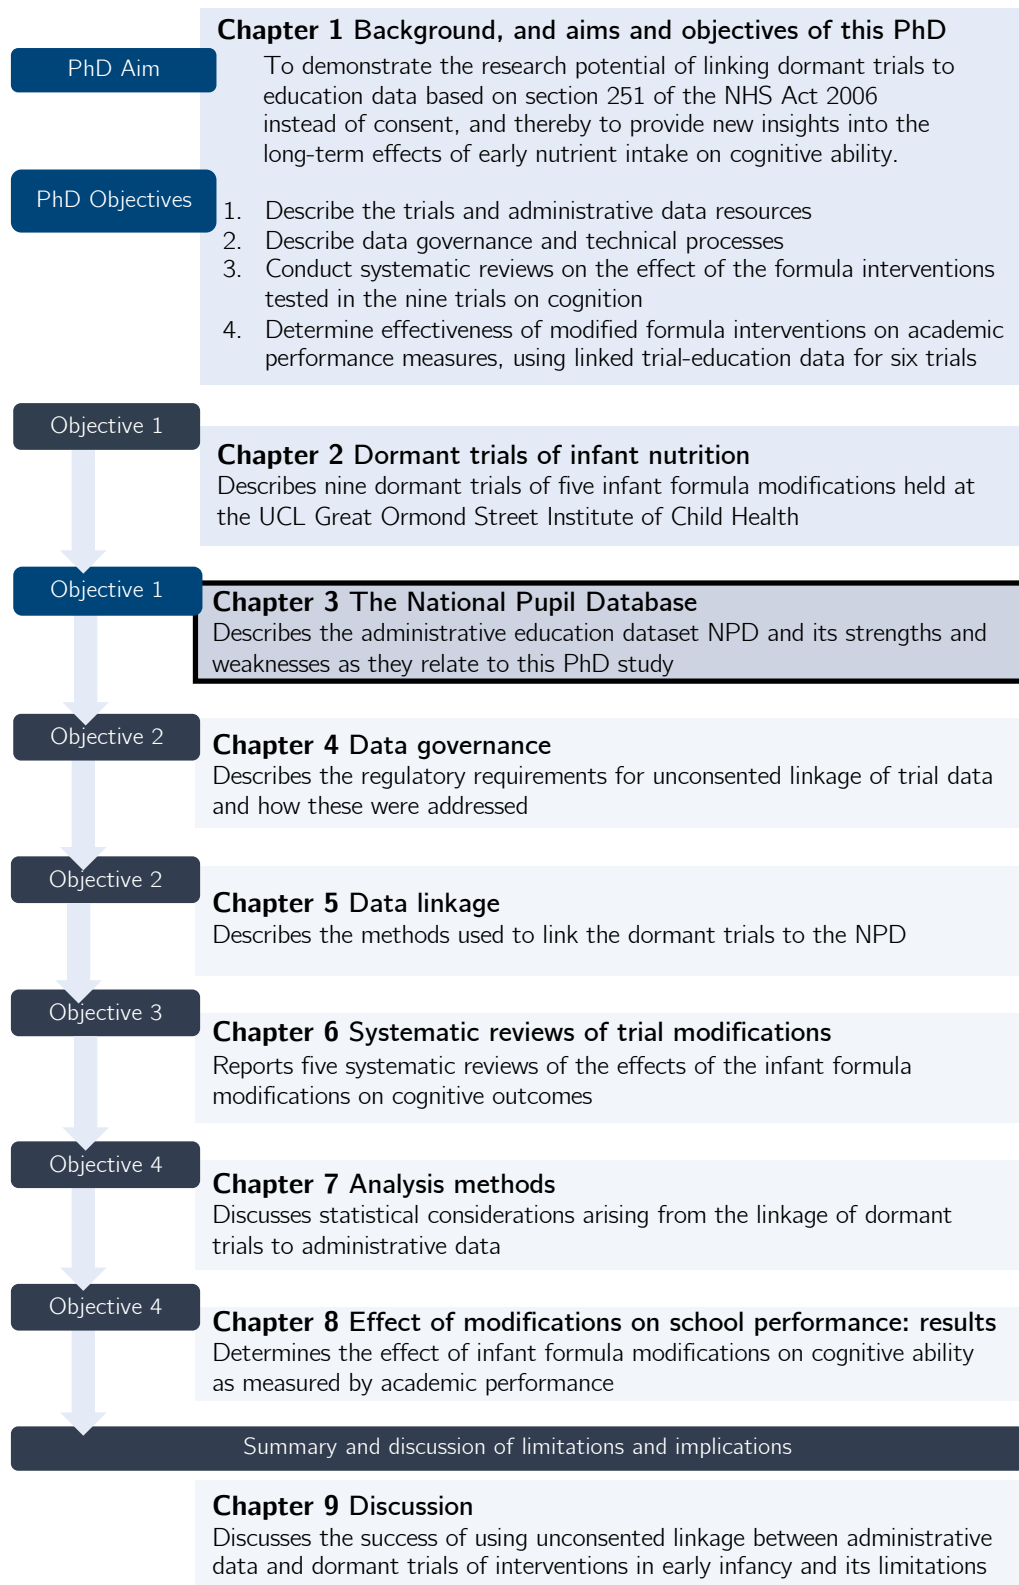 Chapter 1 Background, and aims and objectives of this PhD
PhD Aim
To demonstrate the research potential of linking dormant trials to
education data based on section 251 of the NHS Act 2006
instead of consent, and thereby to provide new insights into the
long-term effects of early nutrient intake on cognitive ability.
PhD Objectives
1. Describe the trials and administrative data resources
2. Describe data governance and technical processes
3. Conduct systematic reviews on the effect of the formula interventions
tested in the nine trials on cognition
4. Determine effectiveness of modified formula interventions on academic
performance measures, using linked trial-education data for six trials
Objective 1
Chapter 2 Dormant trials of infant nutrition
Describes nine dormant trials of five infant formula modifications held at
the UCL Great Ormond Street Institute of Child Health
Objective 1
Chapter 3 The National Pupil Database
Describes the administrative education dataset NPD and its strengths and
weaknesses as they relate to this PhD study
Objective 2
Chapter 4 Data governance
Describes the regulatory requirements for unconsented linkage of trial data
and how these were addressed
Objective 2
Chapter 5 Data linkage
Describes the methods used to link the dormant trials to the NPD
Objective 3
Chapter 6 Systematic reviews of trial modifications
Reports five systematic reviews of the effects of the infant formula
modifications on cognitive outcomes
Objective 4
Chapter 7 Analysis methods
Discusses statistical considerations arising from the linkage of dormant
trials to administrative data
Objective 4
Chapter 8 Effect of modifications on school performance: results
Determines the effect of infant formula modifications on cognitive ability
as measured by academic performance
Summary and discussion of limitations and implications
Chapter 9 Discussion
Discusses the success of using unconsented linkage between administrative
data and dormant trials of interventions in early infancy and its limitations